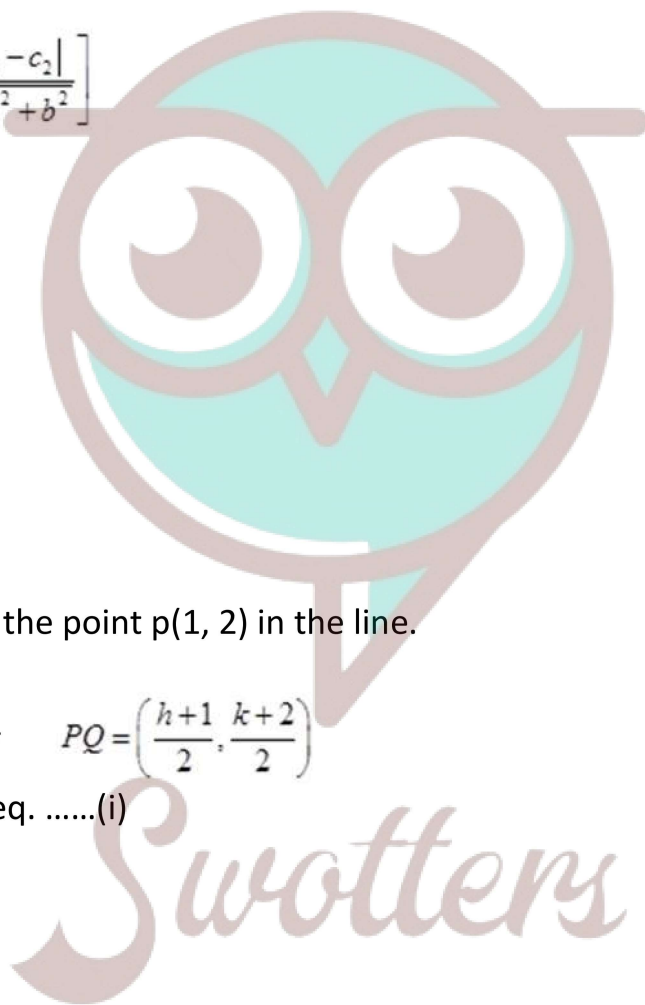 -c₂|
² + b² ]
the point p(1, 2) in the line.
PQ = ( (h+1)/2 , (k+2)/2 )
eq. ......(i)
Swotters